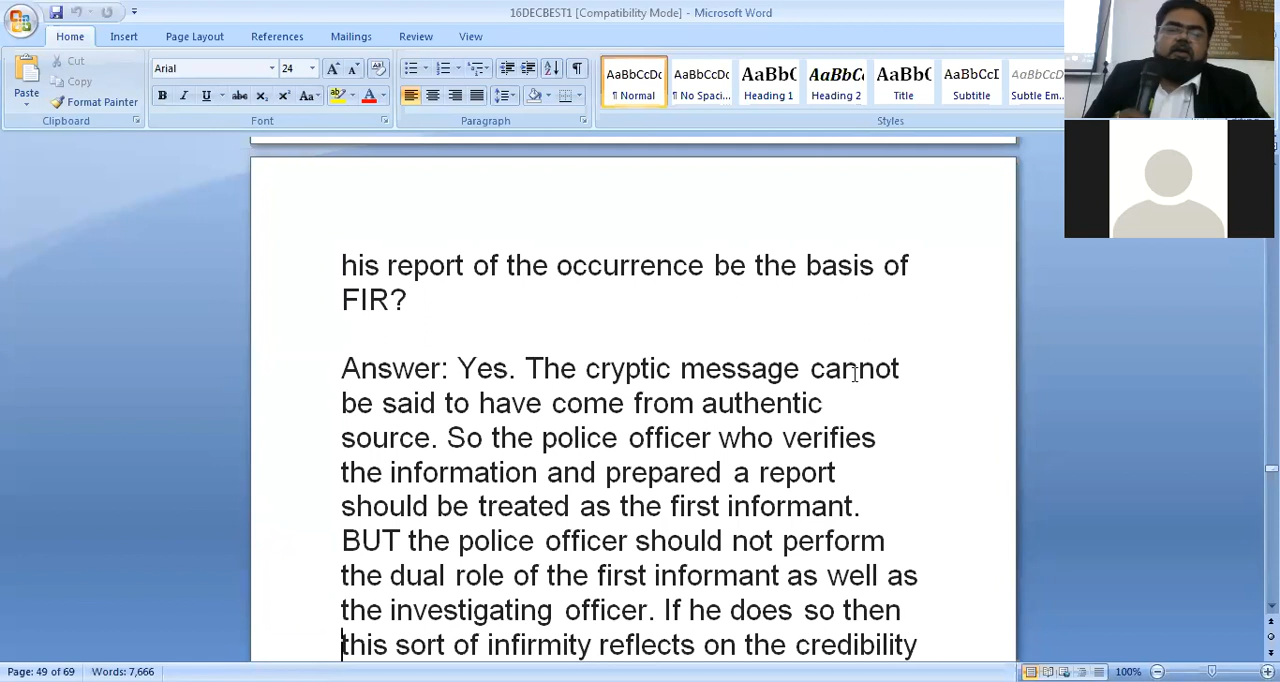 16DECBEST1 [Compatibility Mode] - Microsoft Word
Home Insert Page Layout References Mailings Review View
Cut
Copy
Format Painter
Paste
Clipboard
Arial 24
Font
Paragraph
AaBbCcDc AaBbCcDc AaBbC AaBbCc AaBbC AaBbCcI AaBbCcDc
¶ Normal ¶ No Spaci... Heading 1 Heading 2 Title Subtitle Subtle Em...
Styles
his report of the occurrence be the basis of
FIR?
Answer: Yes. The cryptic message cannot
be said to have come from authentic
source. So the police officer who verifies
the information and prepared a report
should be treated as the first informant.
BUT the police officer should not perform
the dual role of the first informant as well as
the investigating officer. If he does so then
this sort of infirmity reflects on the credibility
Page: 49 of 69 Words: 7,666 100%